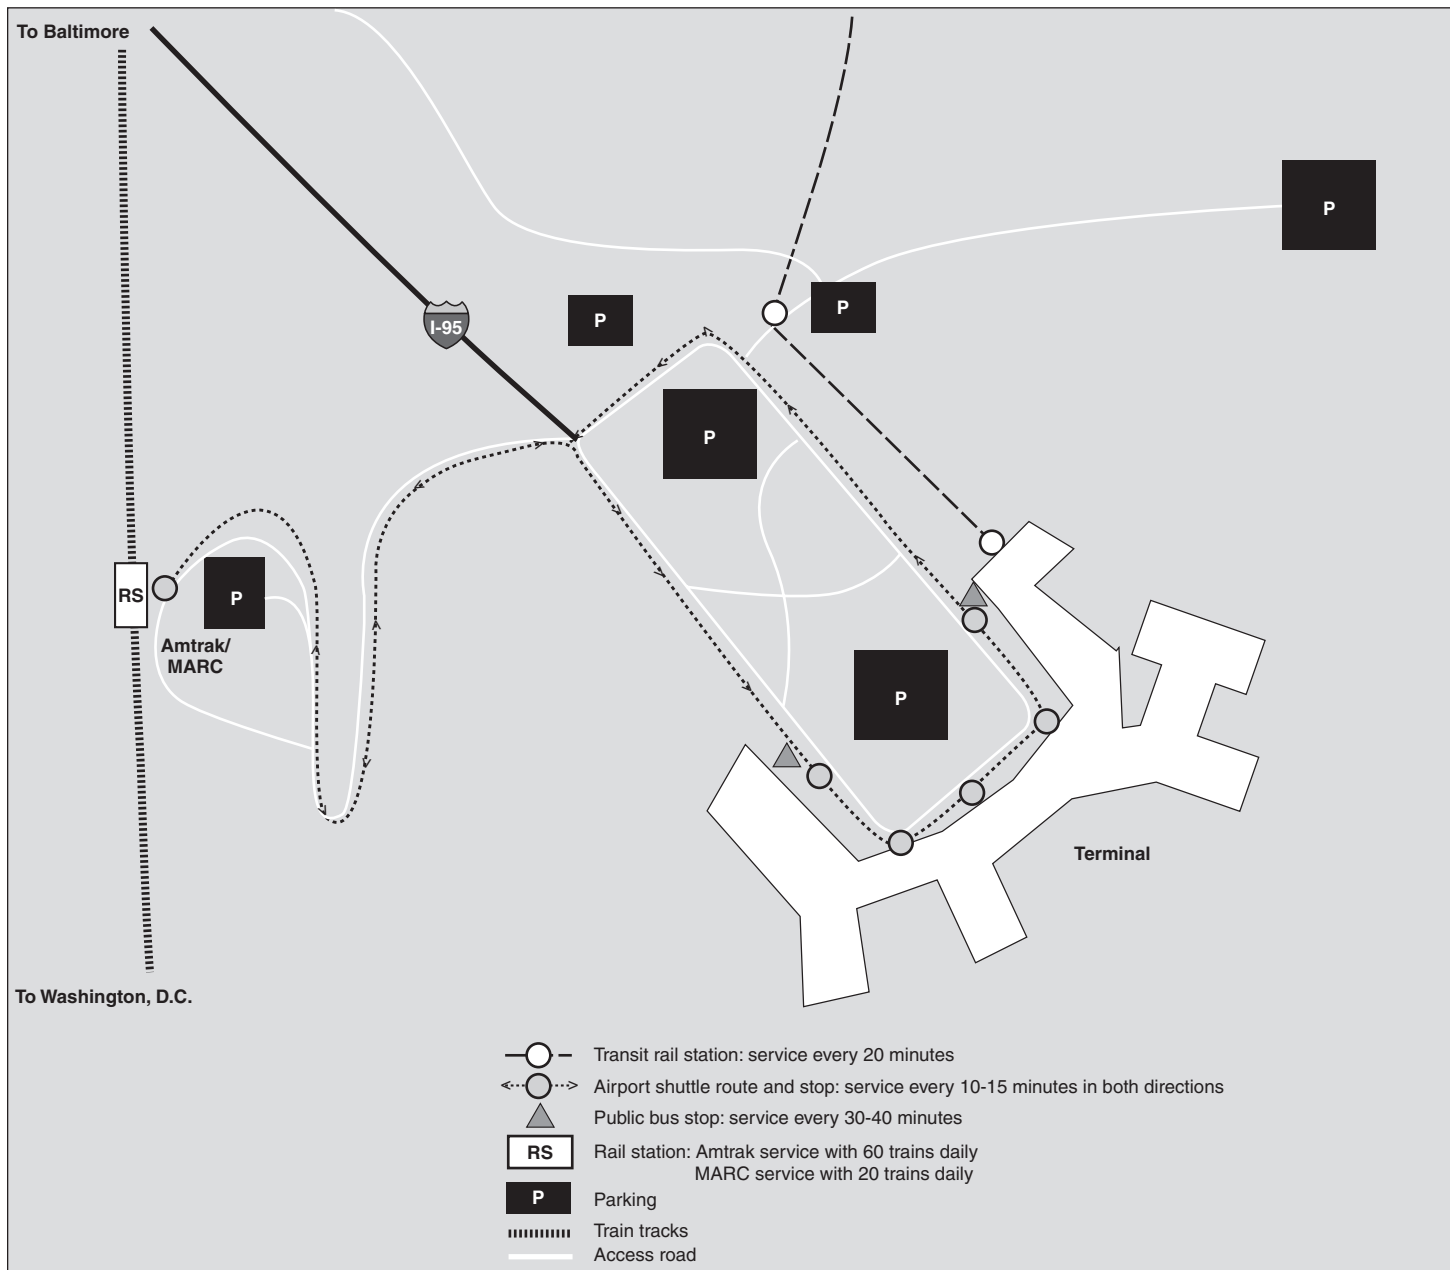 To Baltimore
P
I-95
P
P
P
RS
P
Amtrak/
MARC
P
Terminal
To Washington, D.C.
Transit rail station: service every 20 minutes
Airport shuttle route and stop: service every 10-15 minutes in both directions
Public bus stop: service every 30-40 minutes
RS
Rail station: Amtrak service with 60 trains daily
MARC service with 20 trains daily
P
Parking
Train tracks
Access road